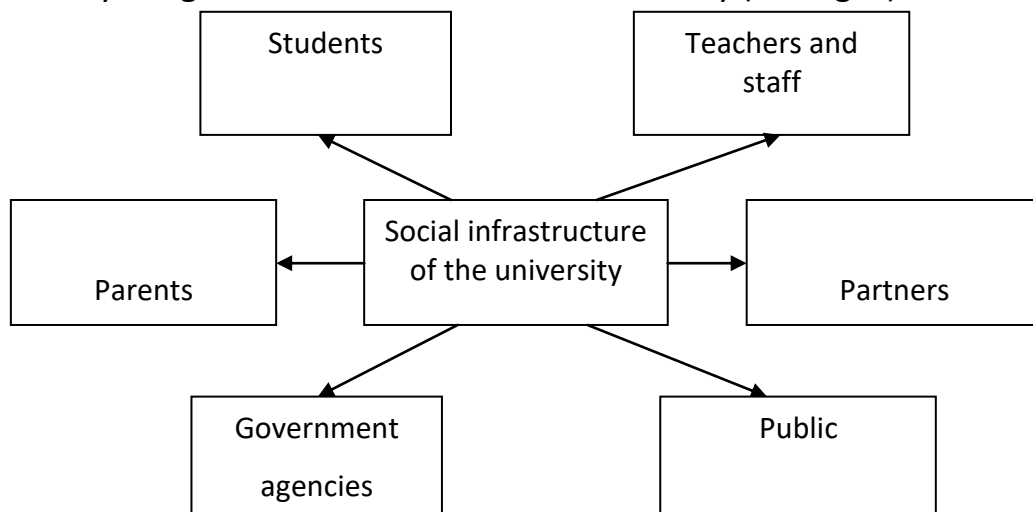 Students
Teachers and
staff
Social infrastructure
of the university
Parents
Partners
Government
agencies
Public